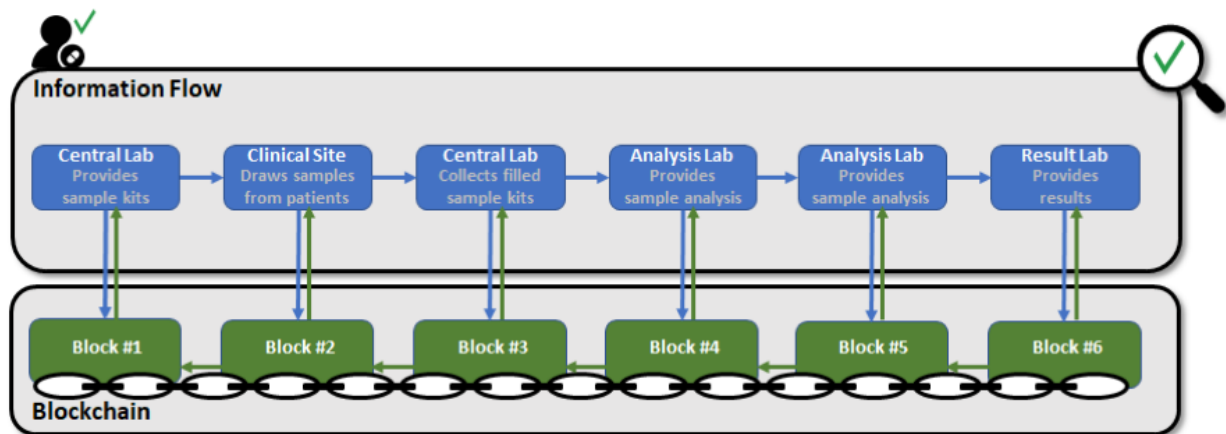 Information Flow
Central Lab
Provides
sample kits
Clinical Site
Draws samples
from patients
Central Lab
Collects filled
sample kits
Analysis Lab
Provides
sample analysis
Analysis Lab
Provides
sample analysis
Result Lab
Provides
results
Block #1
Block #2
Block #3
Block #4
Block #5
Block #6
Blockchain